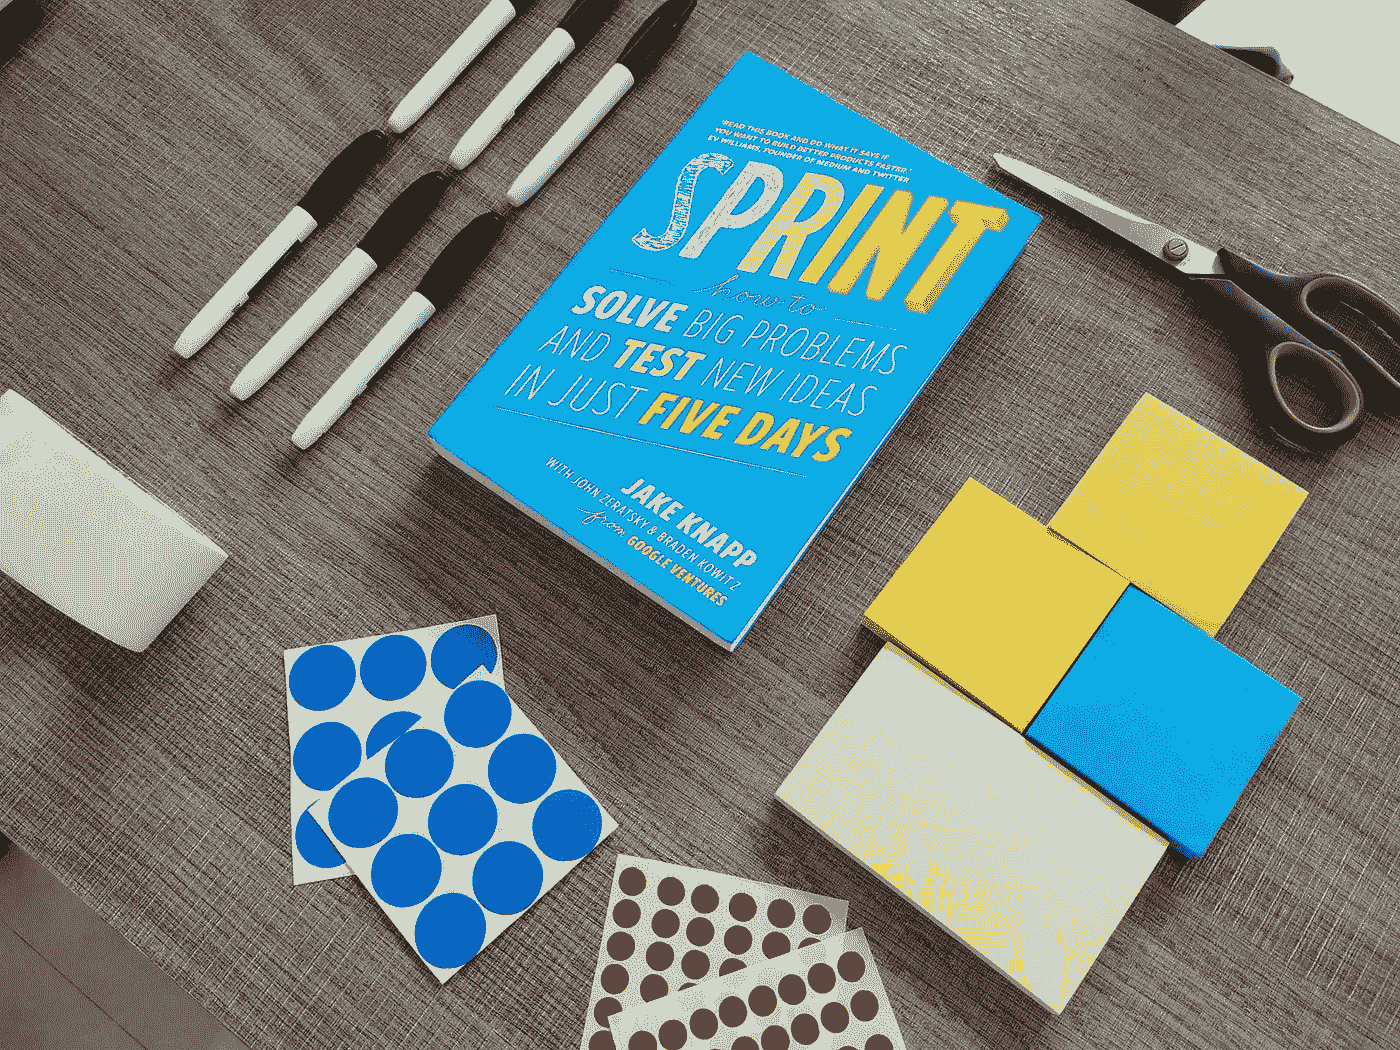 "READ THIS BOOK AND DO WHAT IT SAYS IF
YOU WANT TO BUILD BETTER PRODUCTS FASTER."
EV WILLIAMS, FOUNDER OF MEDIUM AND TWITTER
SPRINT
how to
SOLVE BIG PROBLEMS
AND TEST NEW IDEAS
IN JUST FIVE DAYS
JAKE KNAPP
WITH JOHN ZERATSKY & BRADEN KOWITZ
from GOOGLE VENTURES